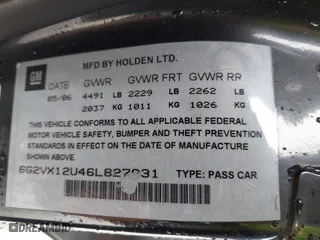 MFD BY HOLDEN LTD.
GM DATE GVWR GVWR FRT GVWR RR
05/06 4491 LB 2229 LB 2262 LB
2037 KG 1011 KG 1026 KG
THIS VEHICLE CONFORMS TO ALL APPLICABLE FEDERAL
MOTOR VEHICLE SAFETY, BUMPER AND THEFT PREVENTION
STANDARDS IN EFFECT ON THE DATE OF MANUFACTURE
SHOWN ABOVE.
TYPE: PASS CAR
DREAMBID